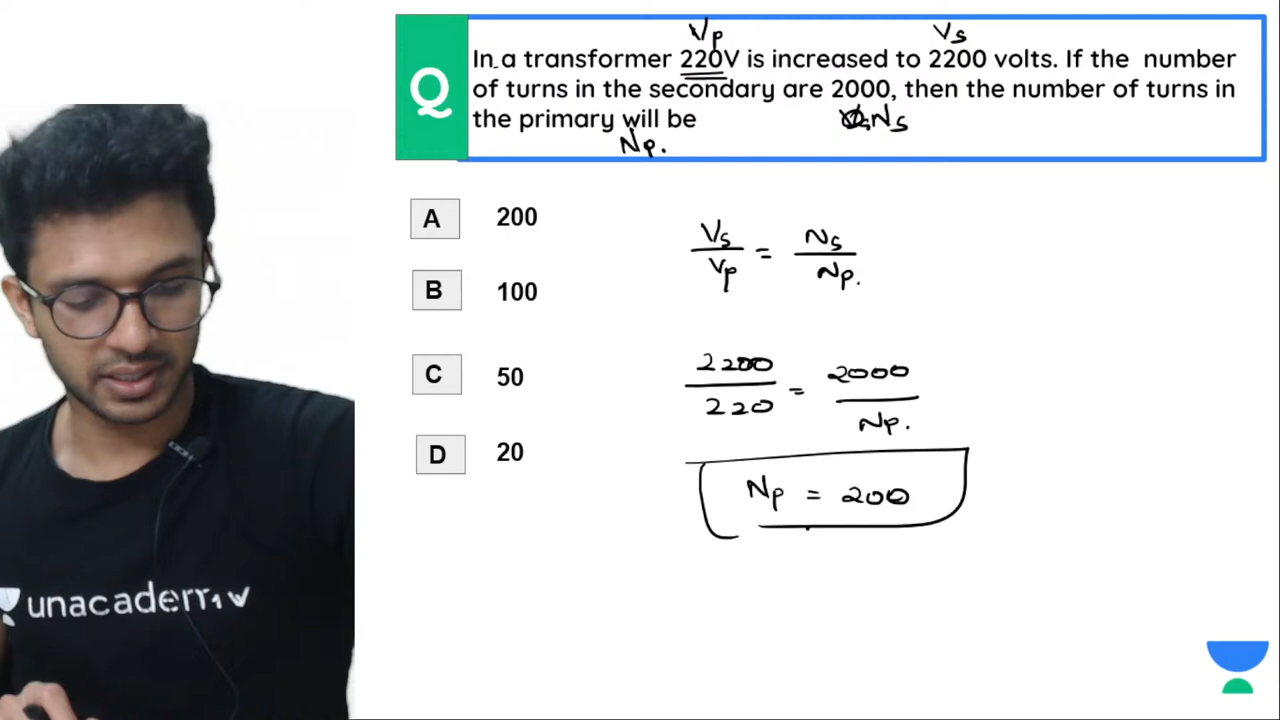 Vp Vs
Q
In a transformer 220V is increased to 2200 volts. If the number
of turns in the secondary are 2000, then the number of turns in
the primary will be
Ns
Np.
A 200
B 100
C 50
D 20
Vs/Vp = Ns/Np.
2200/220 = 2000/Np.
Np = 200
unacademy